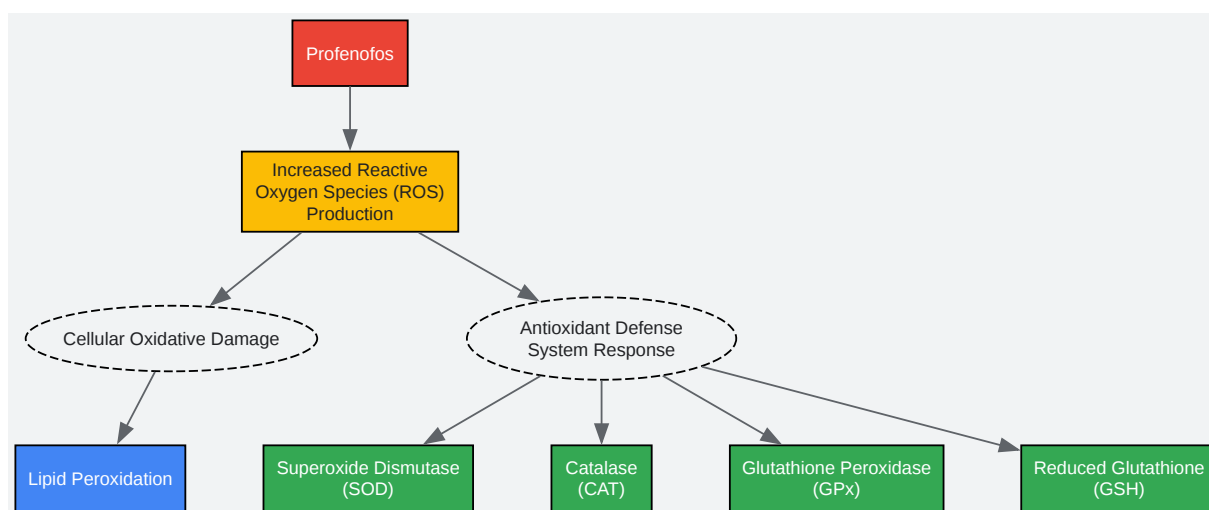 Profenofos
Increased Reactive
Oxygen Species (ROS)
Production
Cellular Oxidative Damage
Antioxidant Defense
System Response
Lipid Peroxidation
Superoxide Dismutase
(SOD)
Catalase
(CAT)
Glutathione Peroxidase
(GPx)
Reduced Glutathione
(GSH)